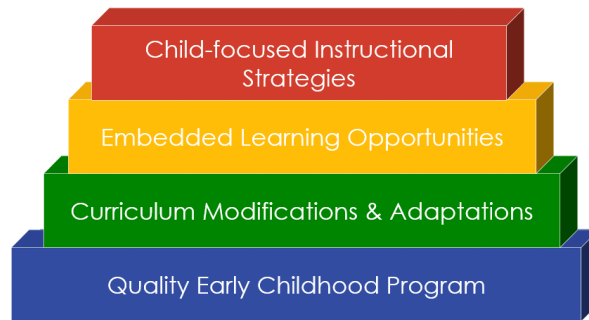 Child-focused Instructional
Strategies
Embedded Learning Opportunities
Curriculum Modifications & Adaptations
Quality Early Childhood Program